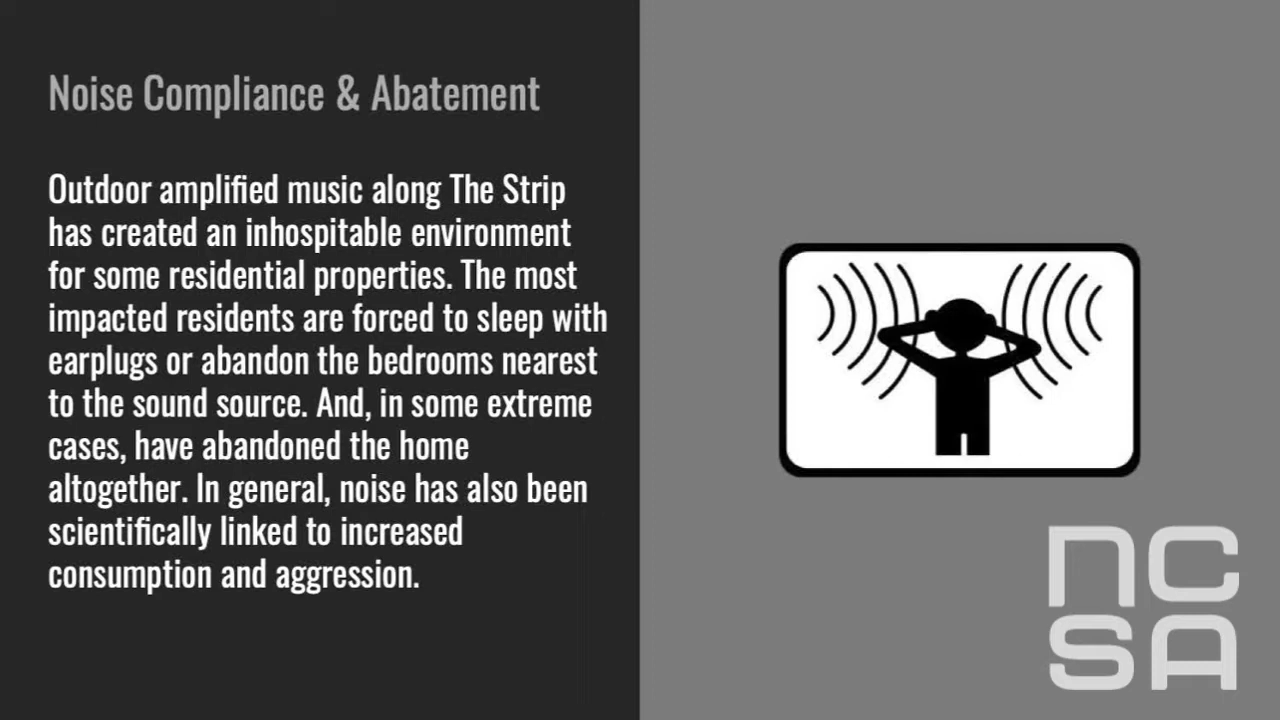 Noise Compliance & Abatement
Outdoor amplified music along The Strip
has created an inhospitable environment
for some residential properties. The most
impacted residents are forced to sleep with
earplugs or abandon the bedrooms nearest
to the sound source. And, in some extreme
cases, have abandoned the home
altogether. In general, noise has also been
scientifically linked to increased
consumption and aggression.
NC
SA